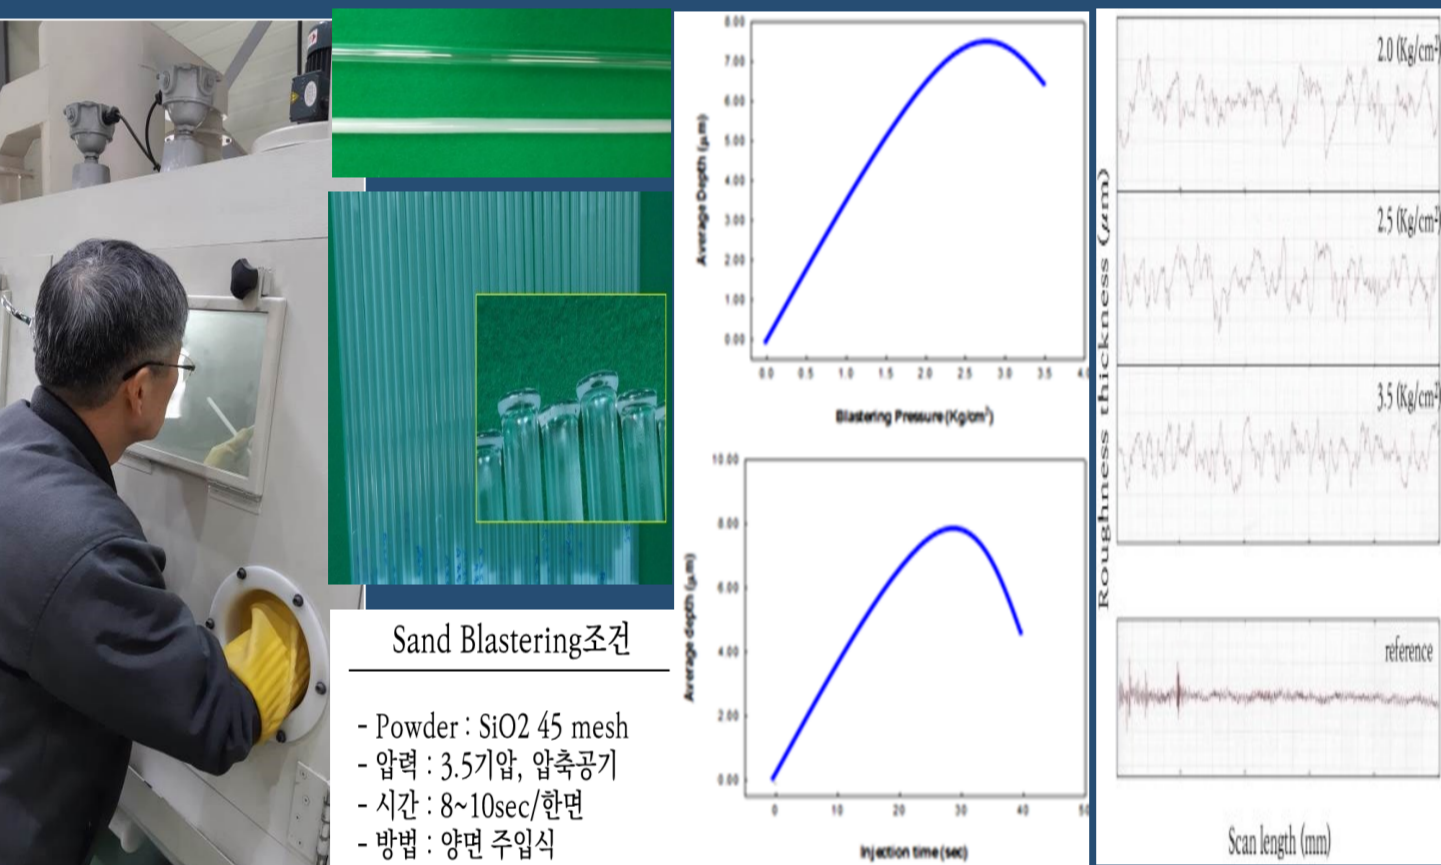 Sand Blastering조건
- Powder : SiO2 45 mesh
- 압력 : 3.5기압, 압축공기
- 시간 : 8~10sec/한면
- 방법 : 양면 주입식
8.00
7.00
6.00
5.00
4.00
3.00
2.00
1.00
0.00
Average Depth (μm)
0.0 0.5 1.0 1.5 2.0 2.5 3.0 3.5 4.0
Blastering Pressure (Kg/cm²)
10.00
8.00
6.00
4.00
2.00
0.00
Average depth (μm)
0 10 20 30 40 50
Injection time (sec)
Roughness thickness (μm)
2.0 (Kg/cm²)
2.5 (Kg/cm²)
3.5 (Kg/cm²)
reference
Scan length (mm)